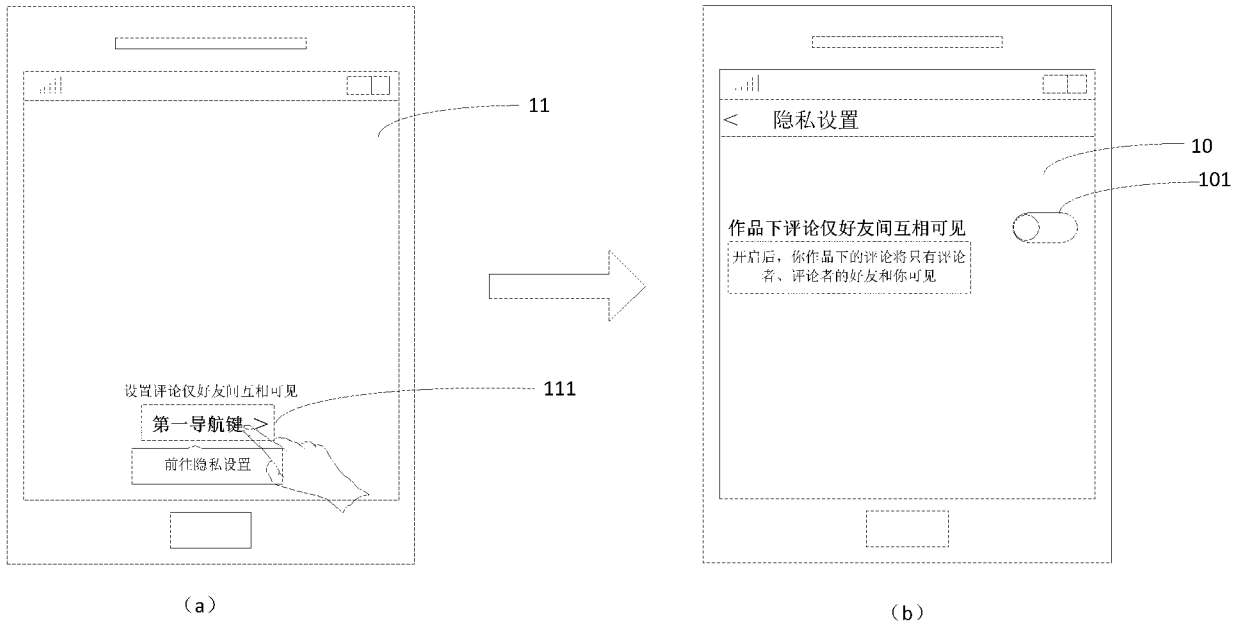 11
设置评论仅好友间互相可见
第一导航键 >
111
前往隐私设置
(a)
< 隐私设置
10
101
作品下评论仅好友间互相可见
开启后，你作品下的评论将只有评论
者、评论者的好友和你可见
(b)